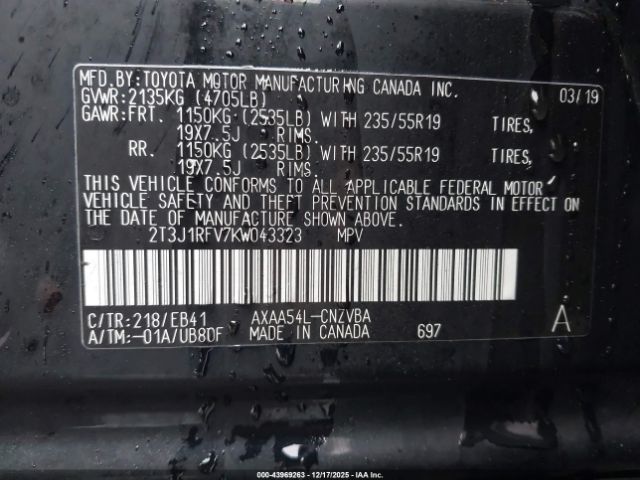 MFD.BY:TOYOTA MOTOR MANUFACTURING CANADA INC.
GVWR:2135KG (4705LB) 03/19
GAWR:FRT. 1150KG (2535LB) WITH 235/55R19 TIRES,
19X7.5J RIMS.
RR. 1150KG (2535LB) WITH 235/55R19 TIRES,
19X7.5J RIMS.
THIS VEHICLE CONFORMS TO ALL APPLICABLE FEDERAL MOTOR
VEHICLE SAFETY AND THEFT PREVENTION STANDARDS IN EFFECT ON
THE DATE OF MANUFACTURE SHOWN ABOVE.
2T3J1RFV7KW043323 MPV
C/TR:218/EB41 AXAA54L-CNZVBA A
A/TM:-01A/UB80F MADE IN CANADA 697
000-43969263 - 12/17/2025 - IAAI.com